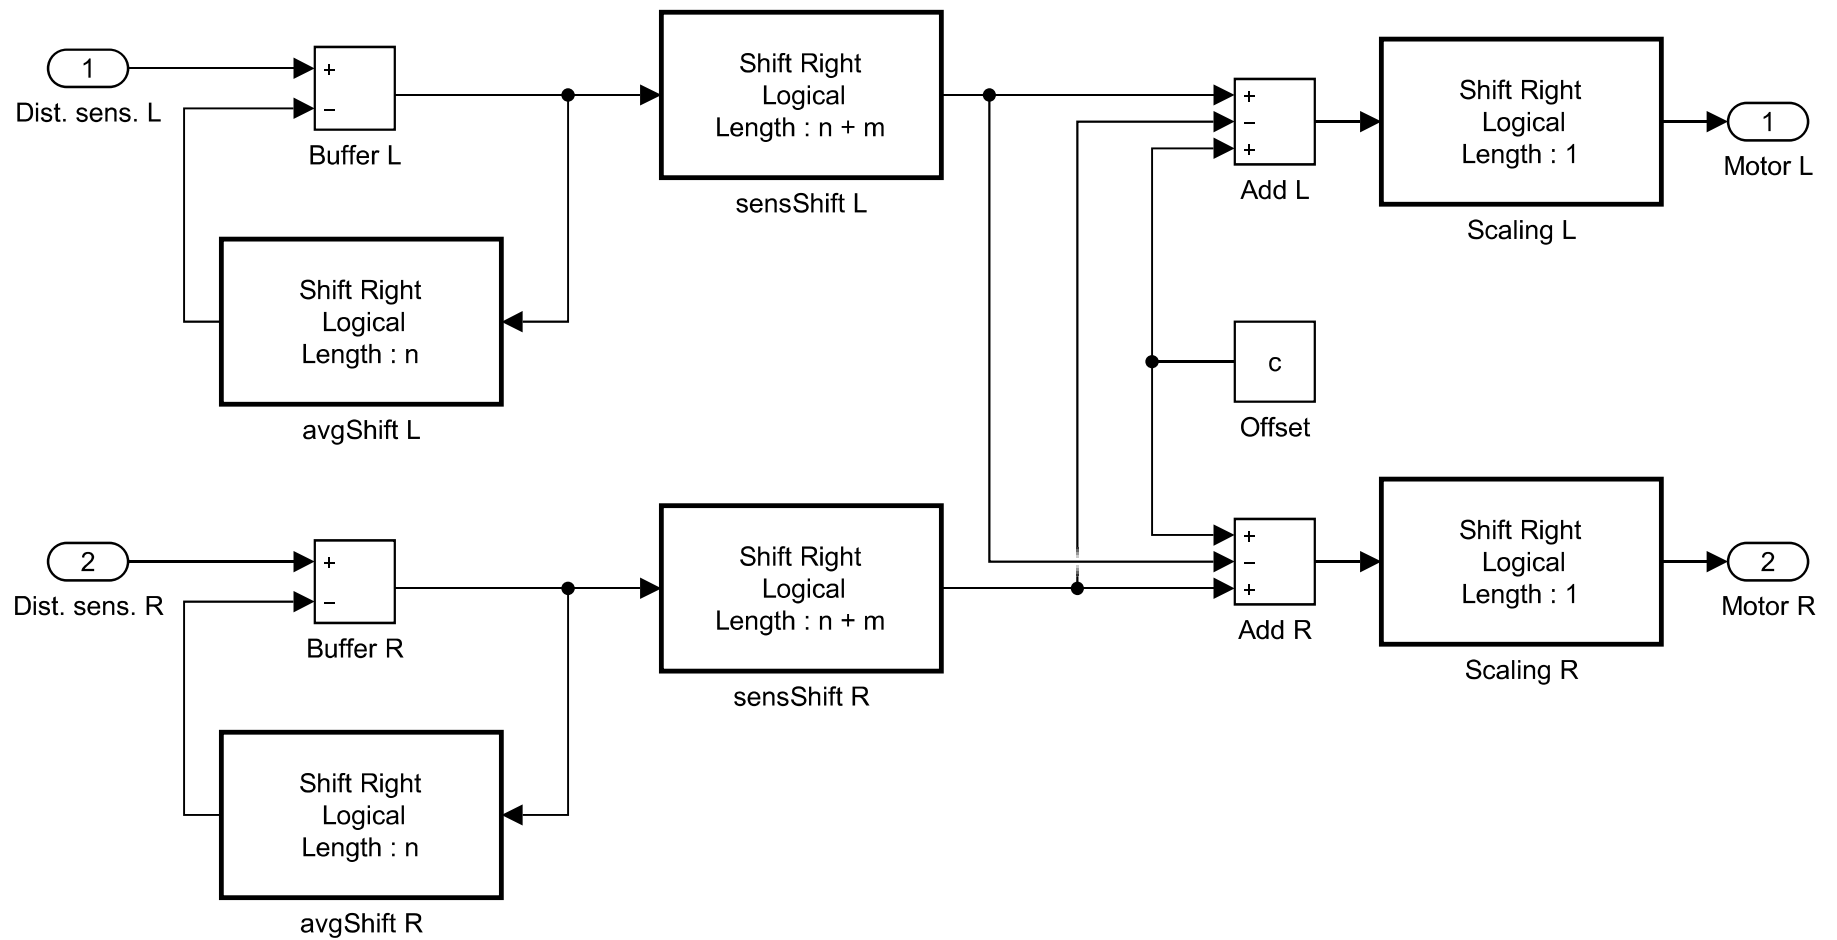 1
Dist. sens. L
+
−
Buffer L
Shift Right
Logical
Length : n + m
sensShift L
Shift Right
Logical
Length : n
avgShift L
+
−
+
Add L
Shift Right
Logical
Length : 1
Scaling L
1
Motor L
c
Offset
2
Dist. sens. R
+
−
Buffer R
Shift Right
Logical
Length : n + m
sensShift R
Shift Right
Logical
Length : n
avgShift R
+
−
+
Add R
Shift Right
Logical
Length : 1
Scaling R
2
Motor R